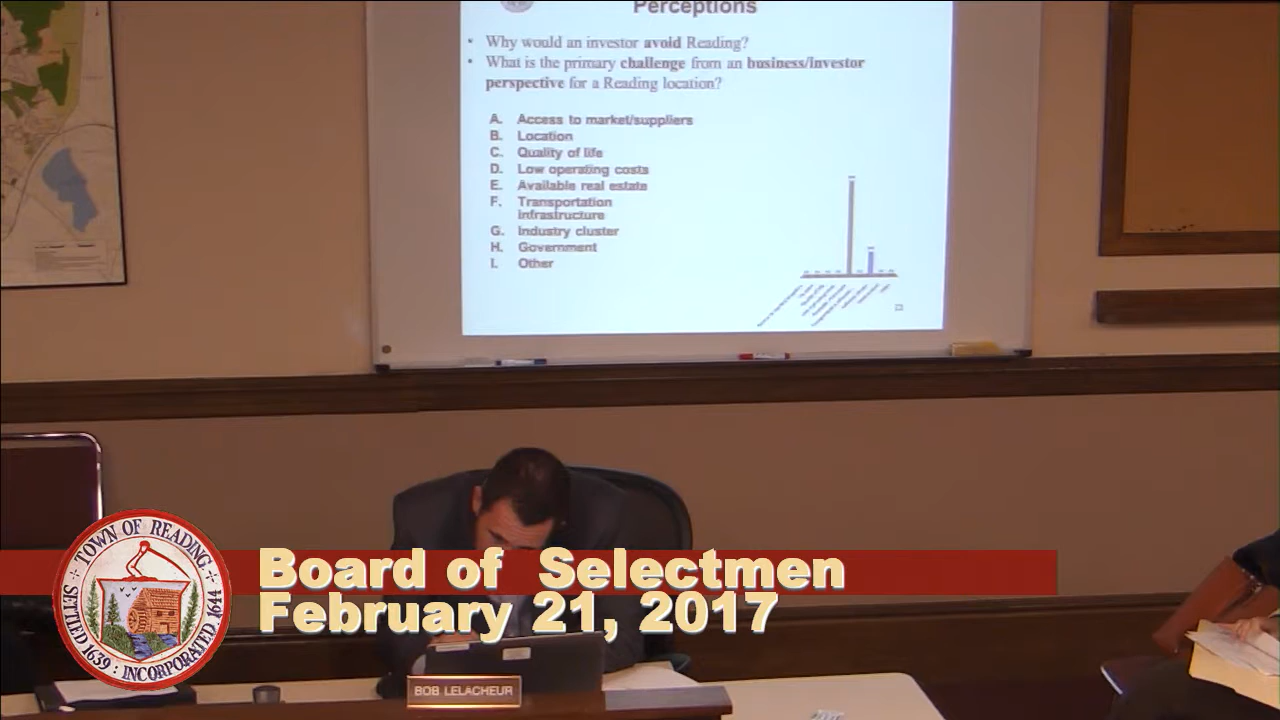 Perceptions
• Why would an investor avoid Reading?
• What is the primary challenge from an business/investor
perspective for a Reading location?
A. Access to market/suppliers
B. Location
C. Quality of life
D. Low operating costs
E. Available real estate
F. Transportation
infrastructure
G. Industry cluster
H. Government
I. Other
TOWN OF READING
SETTLED 1639 : INCORPORATED 1644
Board of Selectmen
February 21, 2017
BOB LELACHEUR